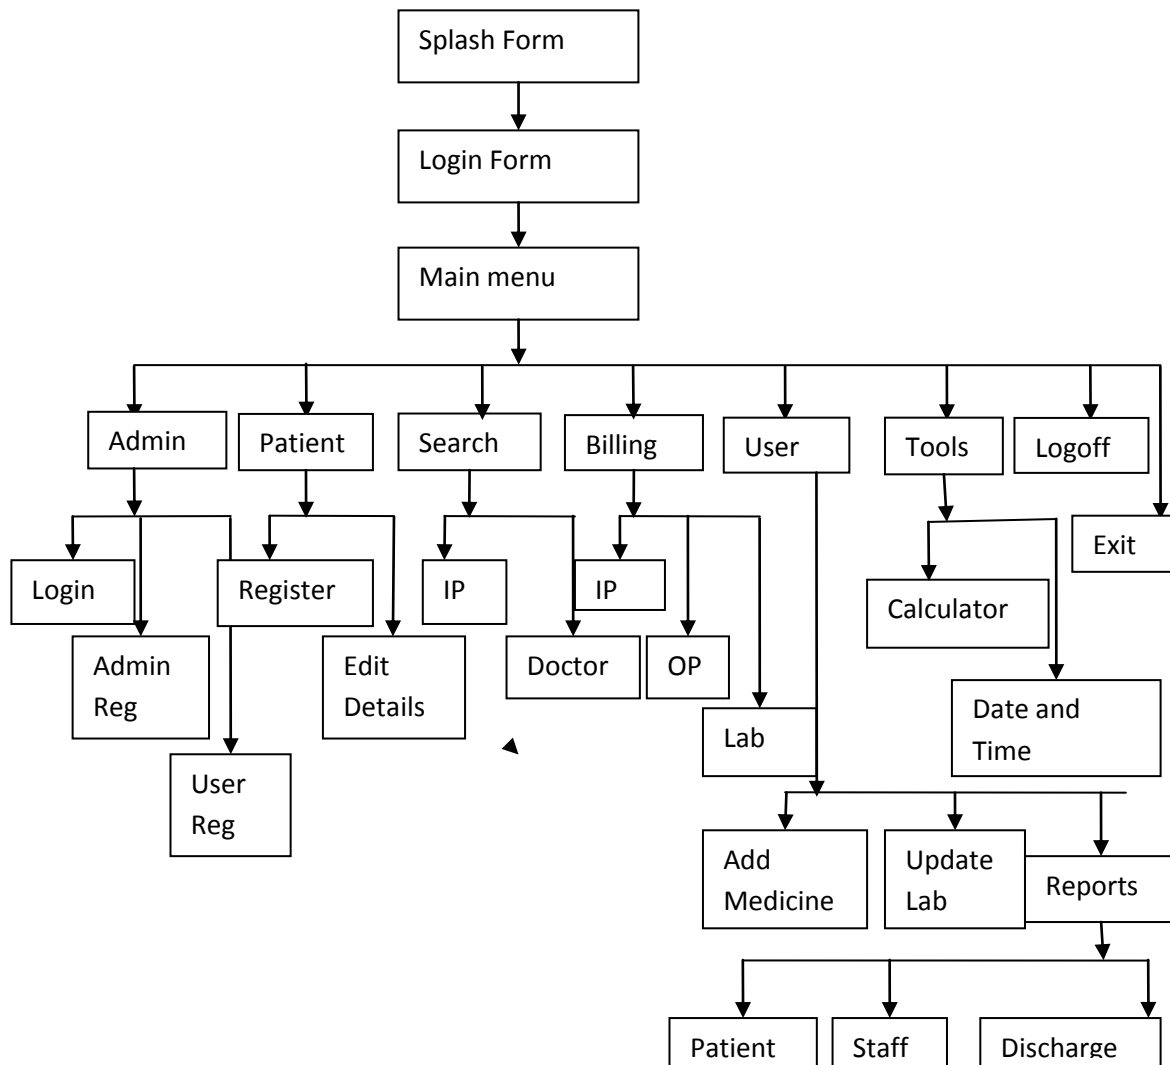 Splash Form
Login Form
Main menu
Admin
Patient
Search
Billing
User
Tools
Logoff
Exit
Login
Register
IP
IP
Calculator
Admin
Reg
Edit
Details
Doctor
OP
Lab
Date and
Time
User
Reg
Add
Medicine
Update
Lab
Reports
Patient
Staff
Discharge